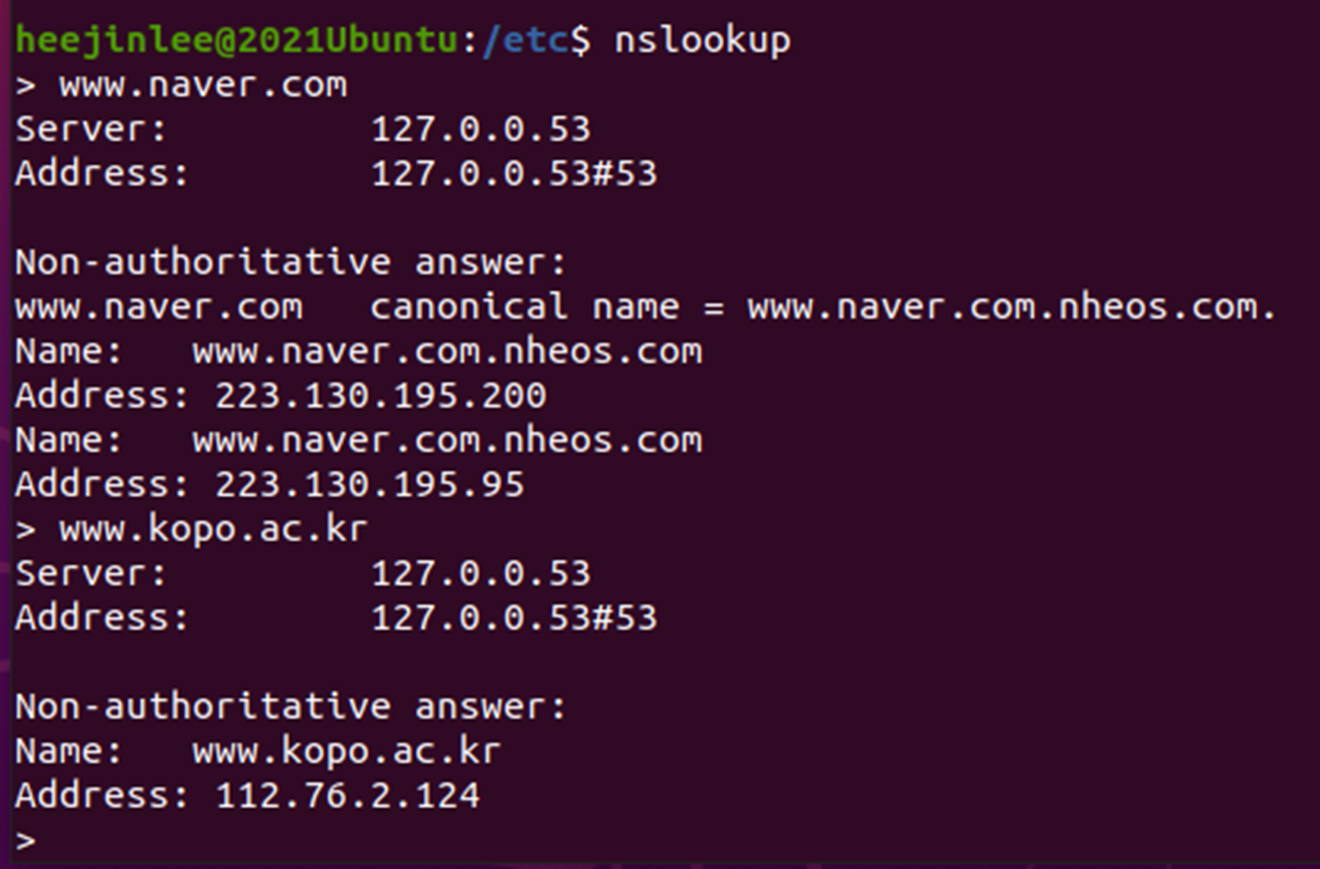 heejinlee@2021Ubuntu:/etc$ nslookup
> www.naver.com
Server:		127.0.0.53
Address:	127.0.0.53#53

Non-authoritative answer:
www.naver.com	canonical name = www.naver.com.nheos.com.
Name:	www.naver.com.nheos.com
Address: 223.130.195.200
Name:	www.naver.com.nheos.com
Address: 223.130.195.95
> www.kopo.ac.kr
Server:		127.0.0.53
Address:	127.0.0.53#53

Non-authoritative answer:
Name:	www.kopo.ac.kr
Address: 112.76.2.124
>